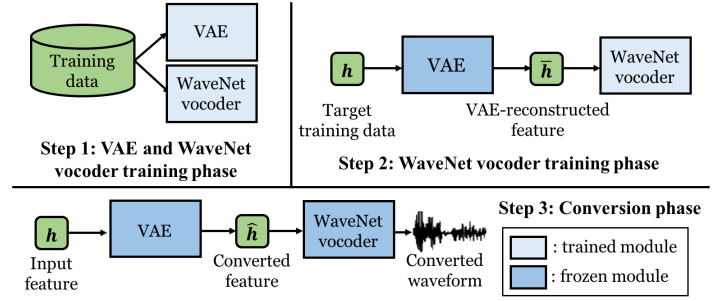 Training
data
VAE
WaveNet
vocoder
Step 1: VAE and WaveNet
vocoder training phase
h
VAE
h̄
WaveNet
vocoder
Target
training data
VAE-reconstructed
feature
Step 2: WaveNet vocoder training phase
h
VAE
ĥ
WaveNet
vocoder
Input
feature
Converted
feature
Converted
waveform
Step 3: Conversion phase
: trained module
: frozen module